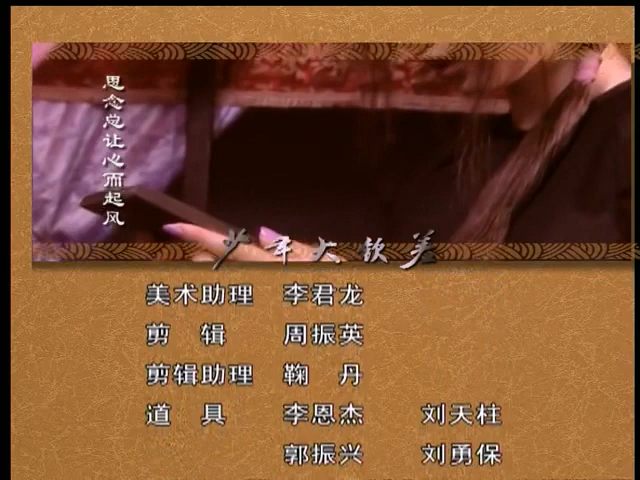 思念总让心而起风
少年大钦差
美术助理 李君龙
剪 辑 周振英
剪辑助理 鞠 丹
道 具 李恩杰 刘天柱
郭振兴 刘勇保